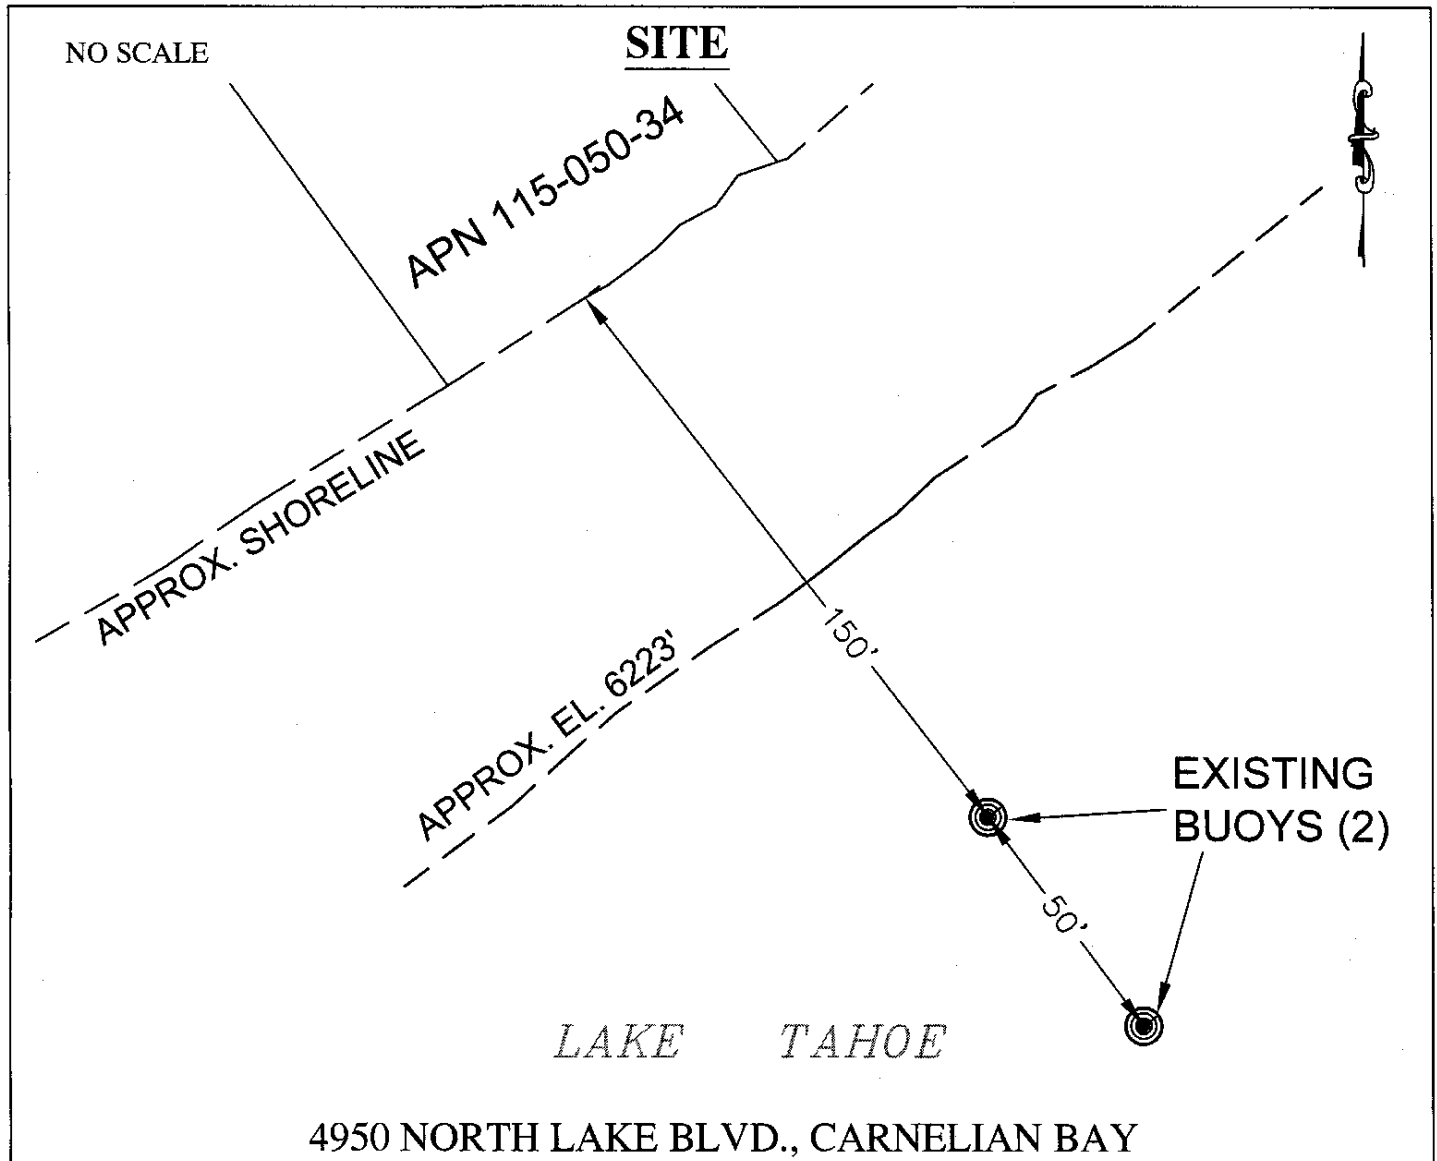 NO SCALE
SITE
APN 115-050-34
APPROX. SHORELINE
150'
APPROX. EL. 6223'
EXISTING
BUOYS (2)
50'
LAKE TAHOE
4950 NORTH LAKE BLVD., CARNELIAN BAY